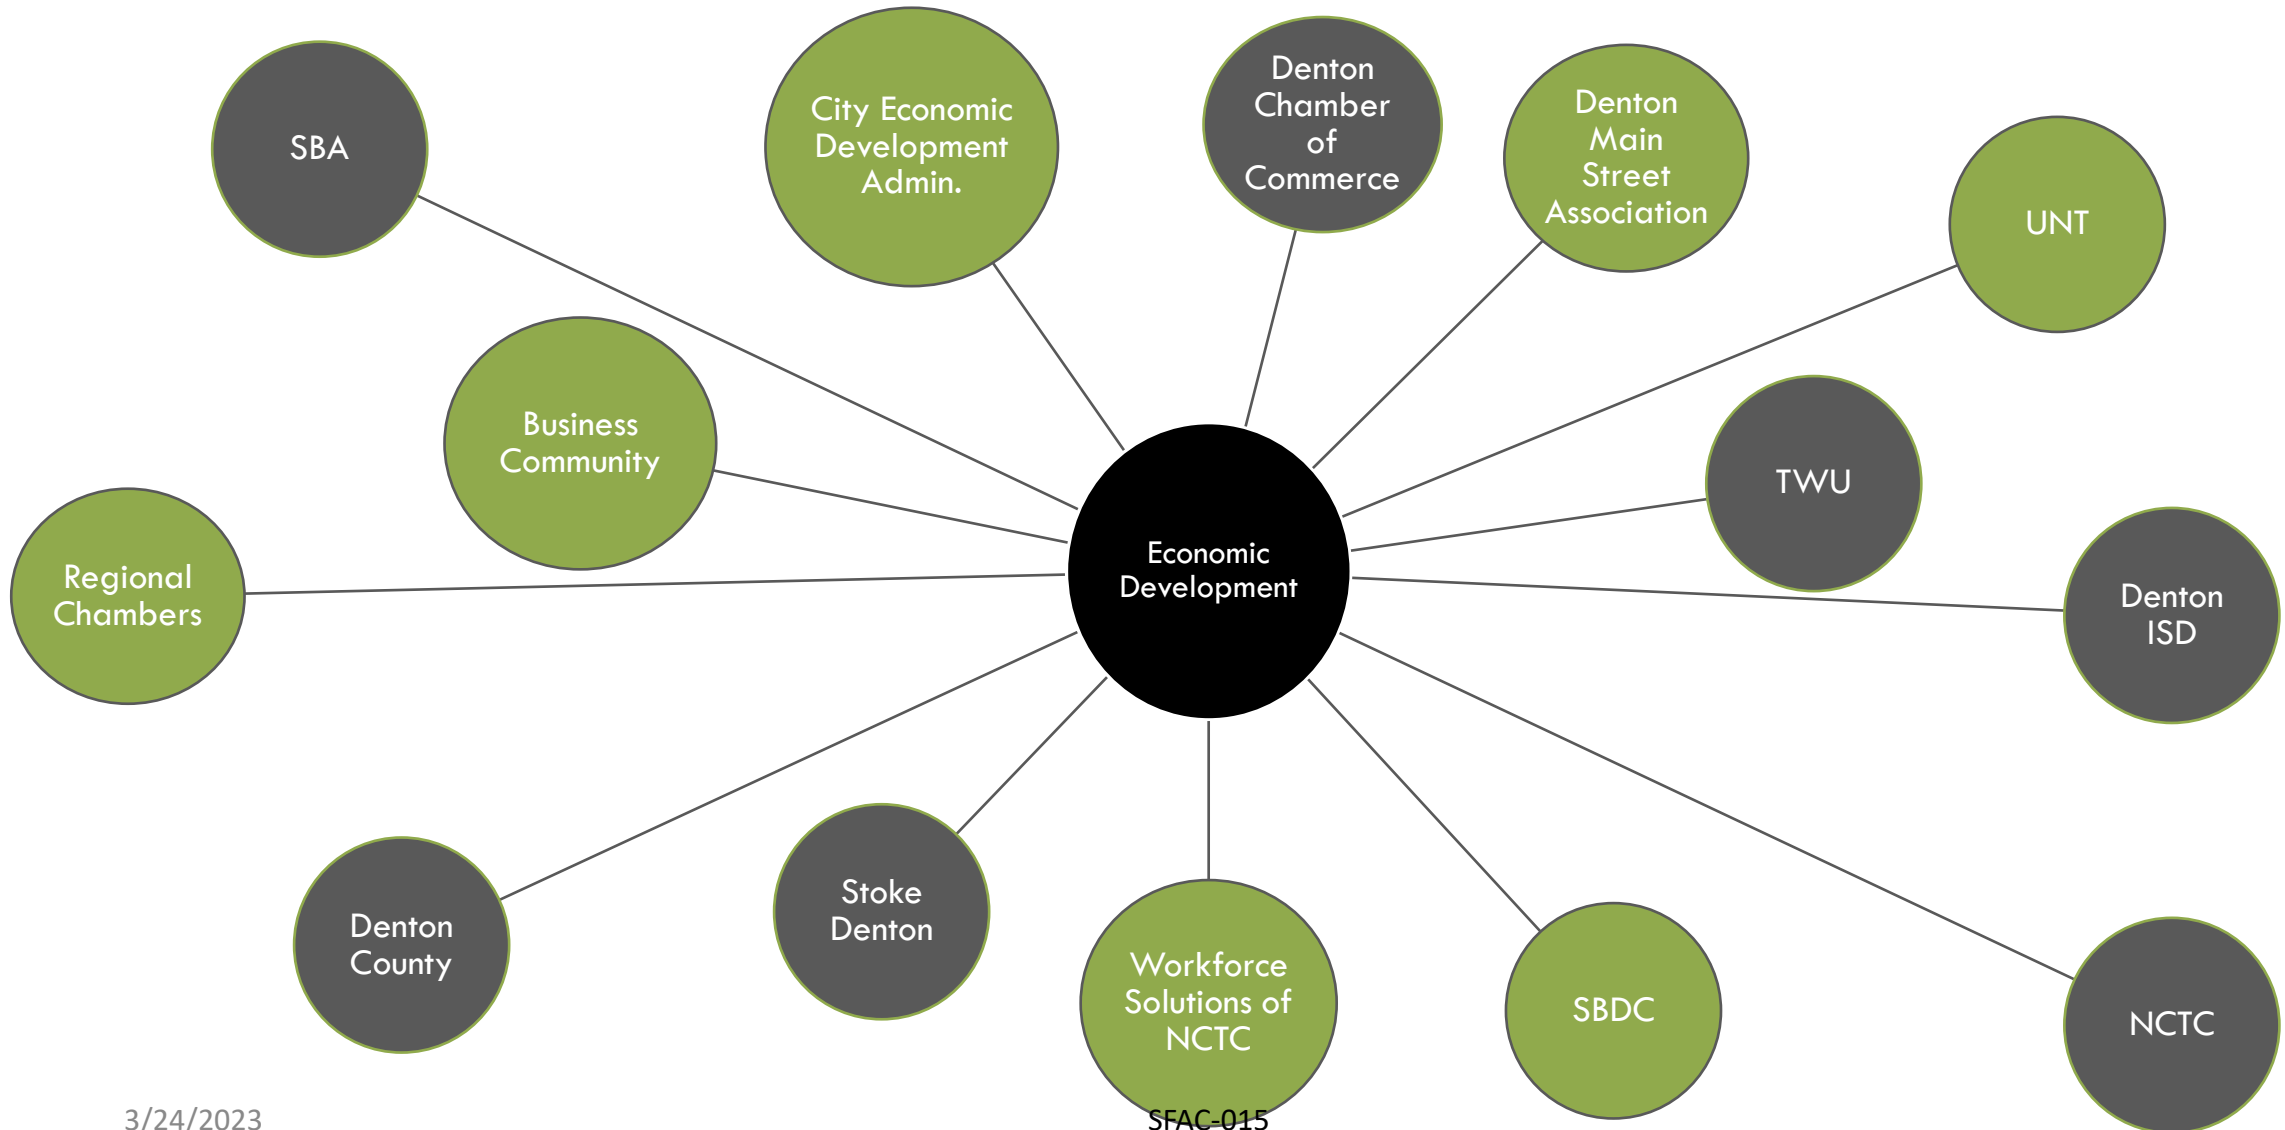 SBA
City Economic
Development
Admin.
Denton
Chamber
of
Commerce
Denton
Main
Street
Association
UNT
Business
Community
TWU
Regional
Chambers
Economic
Development
Denton
ISD
Denton
County
Stoke
Denton
Workforce
Solutions of
NCTC
SBDC
NCTC
3/24/2023
SFAC-015